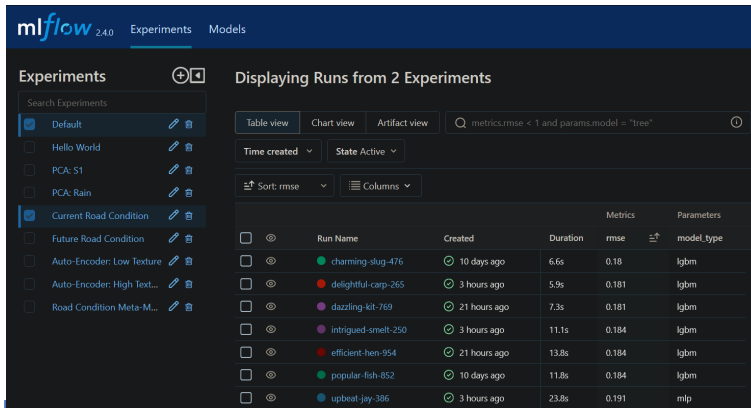 mlflow 2.4.0 Experiments Models
Experiments
Search Experiments
Default
Hello World
PCA: S1
PCA: Rain
Current Road Condition
Future Road Condition
Auto-Encoder: Low Texture
Auto-Encoder: High Text...
Road Condition Meta-M...
Displaying Runs from 2 Experiments
Table view Chart view Artifact view metrics.rmse < 1 and params.model = "tree"
Time created State Active
Sort: rmse Columns
Metrics Parameters
Run Name Created Duration rmse model_type
charming-slug-476 10 days ago 6.6s 0.18 lgbm
delightful-carp-265 3 hours ago 5.9s 0.181 lgbm
dazzling-kit-769 21 hours ago 7.3s 0.181 lgbm
intrigued-smelt-250 3 hours ago 11.1s 0.184 lgbm
efficient-hen-954 21 hours ago 13.8s 0.184 lgbm
popular-fish-852 10 days ago 11.8s 0.184 lgbm
upbeat-jay-386 3 hours ago 23.8s 0.191 mlp